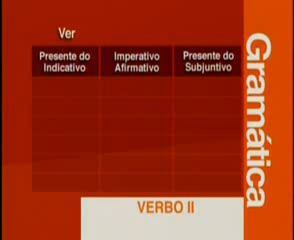 Ver
Presente do
Indicativo
Imperativo
Afirmativo
Presente do
Subjuntivo
Gramática
VERBO II